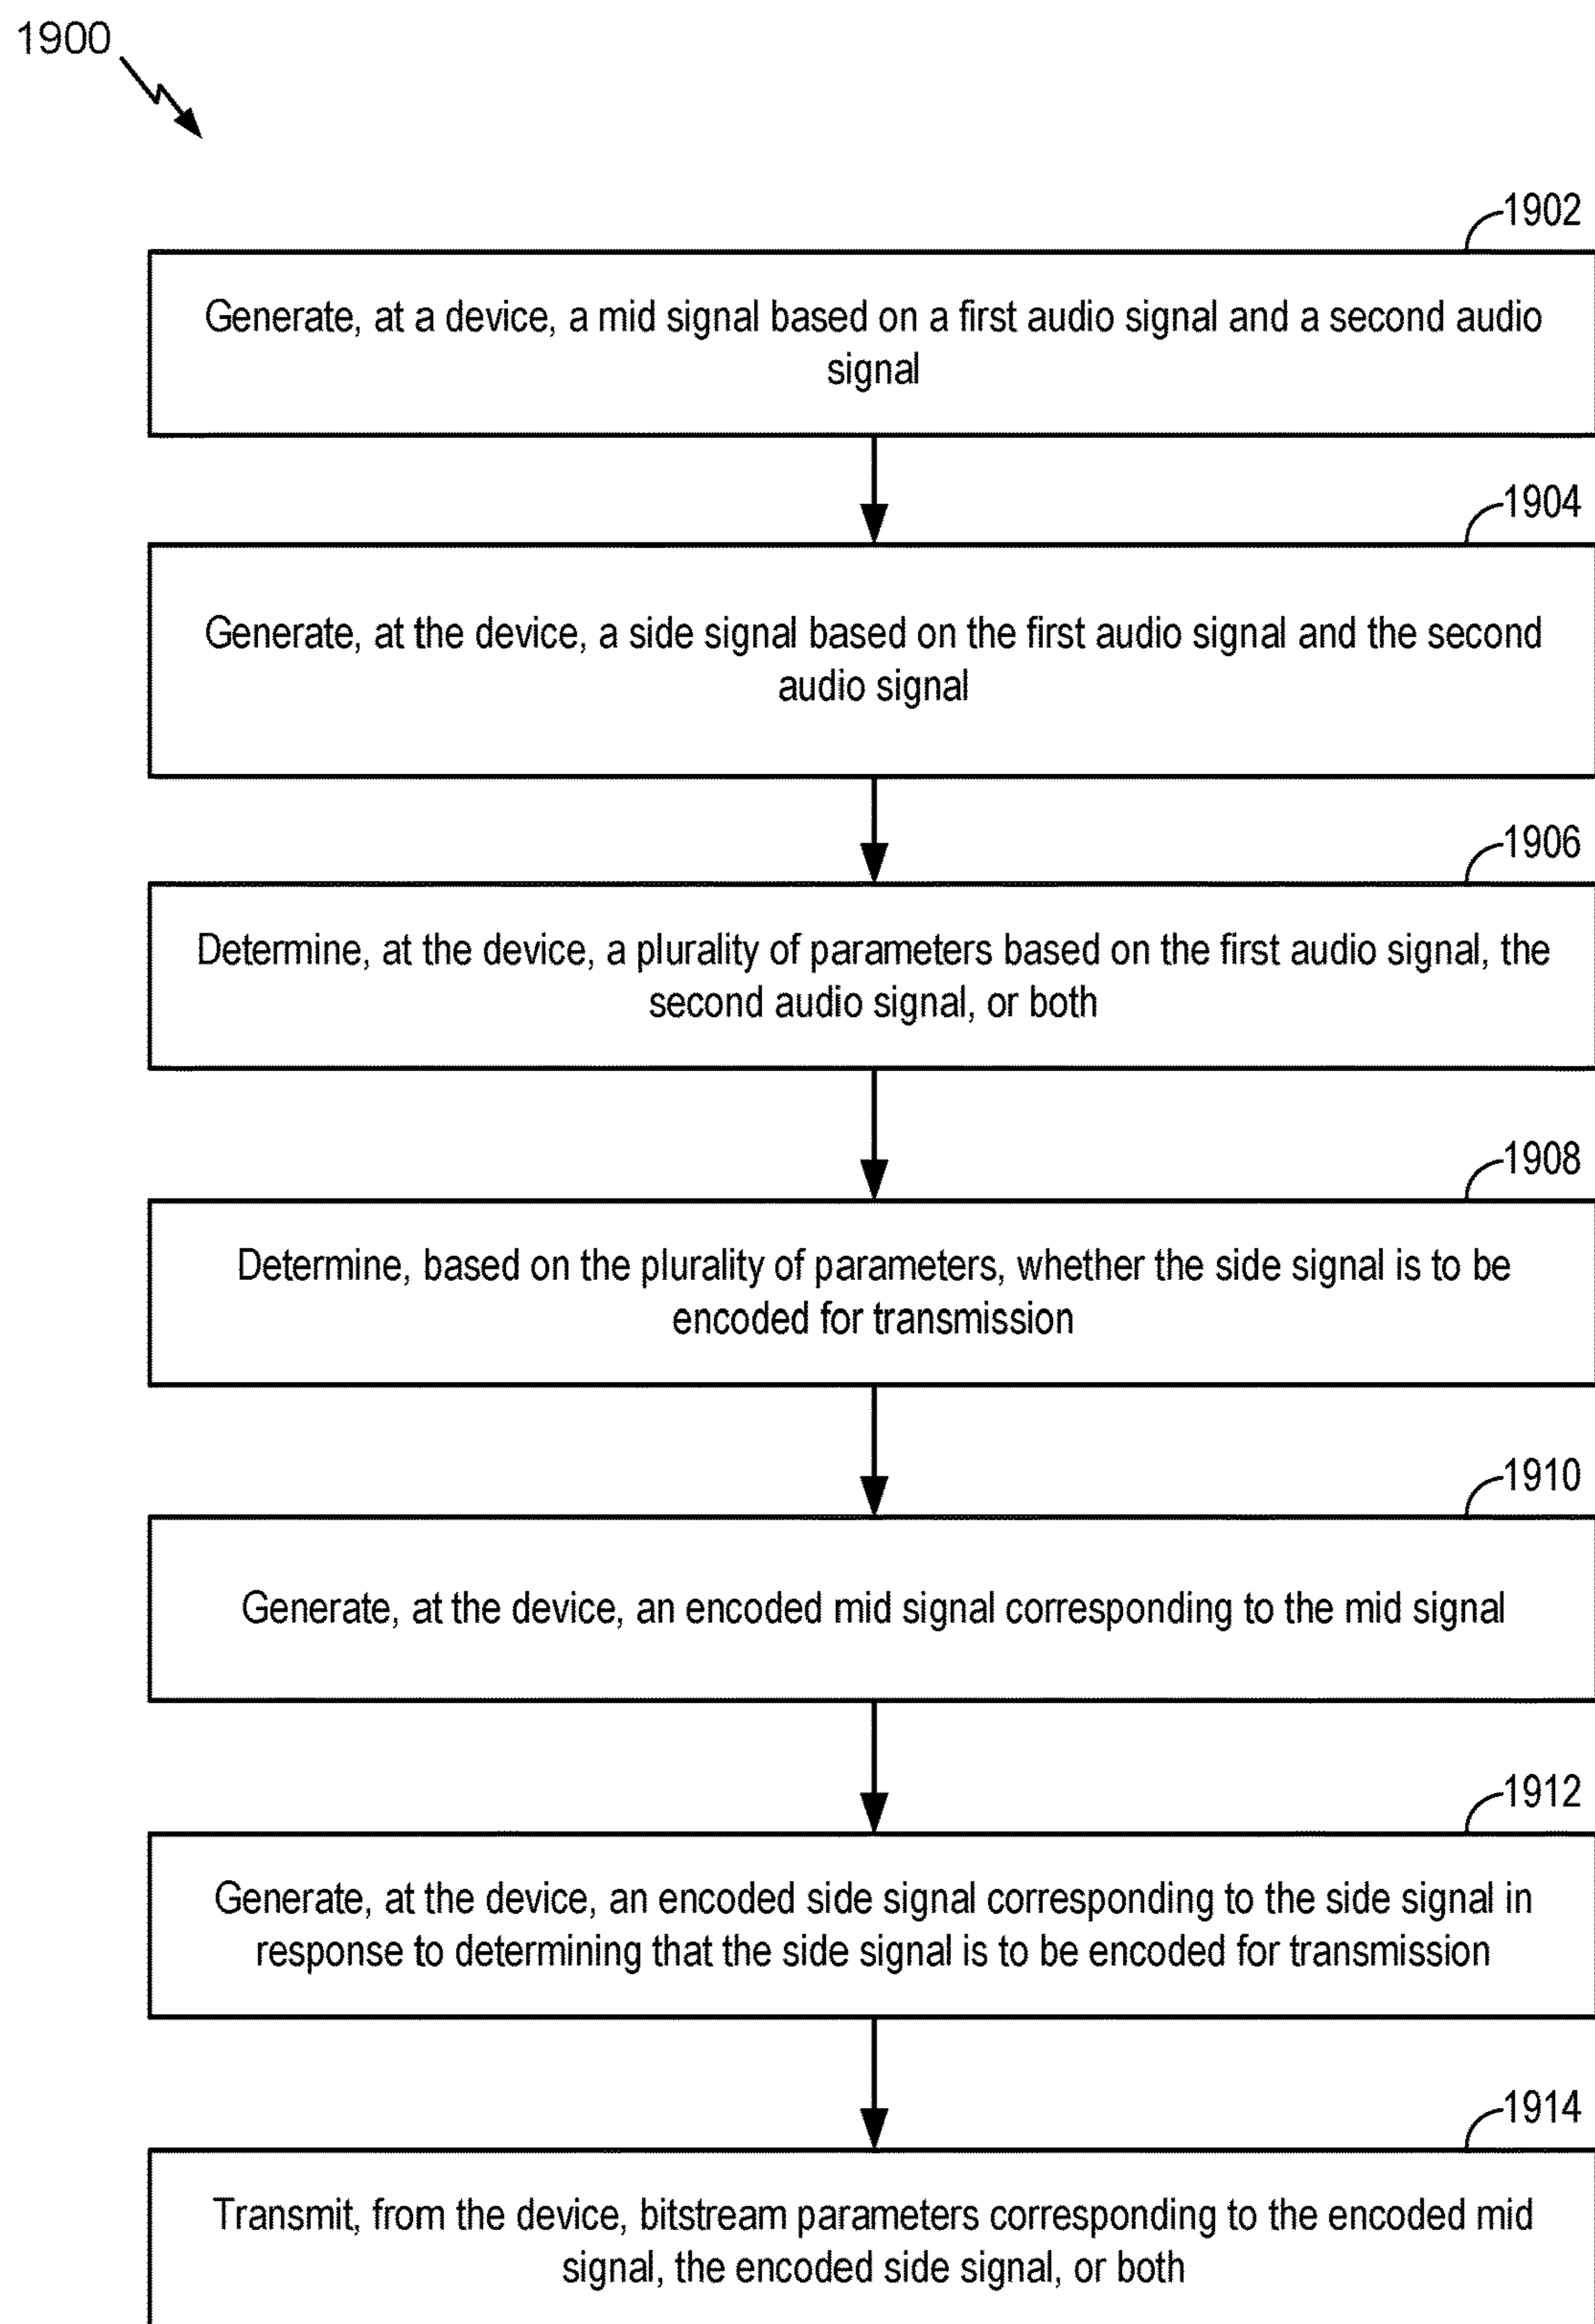 1900
1902
Generate, at a device, a mid signal based on a first audio signal and a second audio
signal
1904
Generate, at the device, a side signal based on the first audio signal and the second
audio signal
1906
Determine, at the device, a plurality of parameters based on the first audio signal, the
second audio signal, or both
1908
Determine, based on the plurality of parameters, whether the side signal is to be
encoded for transmission
1910
Generate, at the device, an encoded mid signal corresponding to the mid signal
1912
Generate, at the device, an encoded side signal corresponding to the side signal in
response to determining that the side signal is to be encoded for transmission
1914
Transmit, from the device, bitstream parameters corresponding to the encoded mid
signal, the encoded side signal, or both